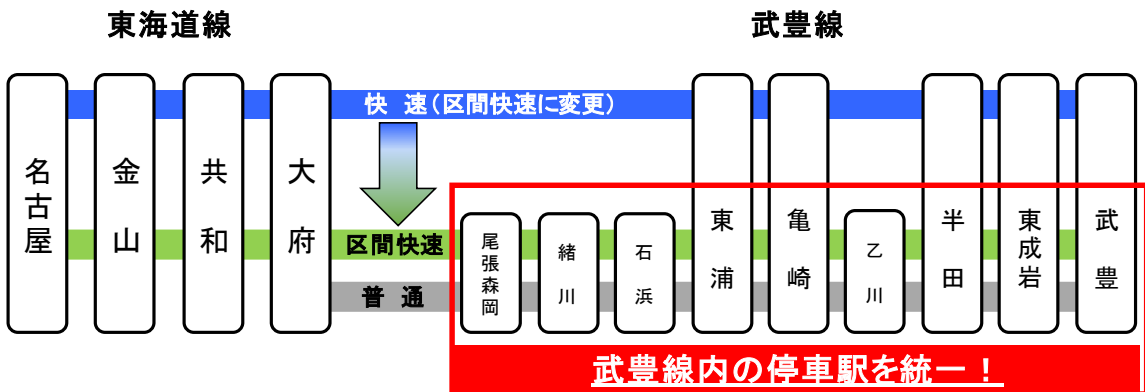 東海道線
武豊線
快 速（区間快速に変更）
区間快速
普 通
名古屋
金山
共和
大府
尾張森岡
緒川
石浜
東浦
亀崎
乙川
半田
東成岩
武豊
武豊線内の停車駅を統一！